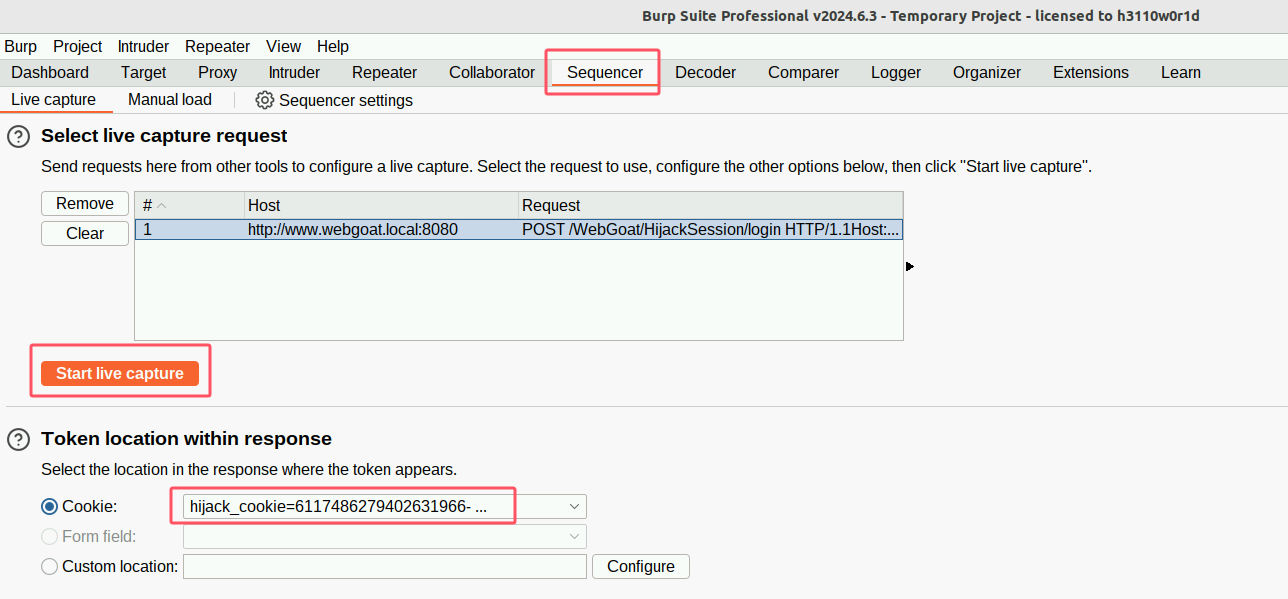 Burp Suite Professional v2024.6.3 - Temporary Project - licensed to h3110w0r1d
Burp Project Intruder Repeater View Help
Dashboard Target Proxy Intruder Repeater Collaborator Sequencer Decoder Comparer Logger Organizer Extensions Learn
Live capture Manual load Sequencer settings
? Select live capture request
Send requests here from other tools to configure a live capture. Select the request to use, configure the other options below, then click "Start live capture".
Remove # Host Request
1 http://www.webgoat.local:8080 POST /WebGoat/HijackSession/login HTTP/1.1Host:...
Clear
Start live capture
? Token location within response
Select the location in the response where the token appears.
Cookie: hijack_cookie=6117486279402631966- ...
Form field:
Custom location: Configure